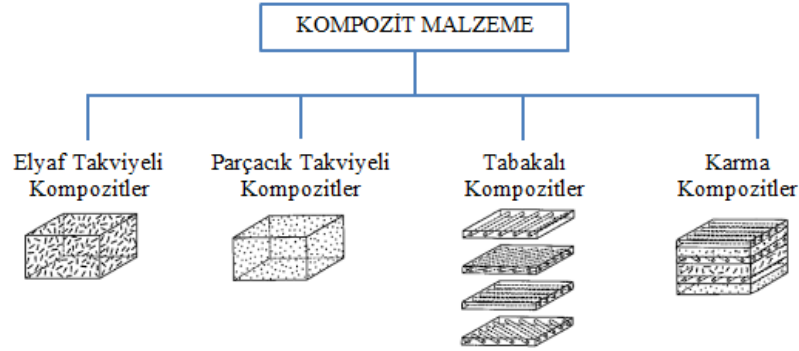 KOMPOZİT MALZEME
Elyaf Takviyeli
Kompozitler
Parçacık Takviyeli
Kompozitler
Tabakalı
Kompozitler
Karma
Kompozitler